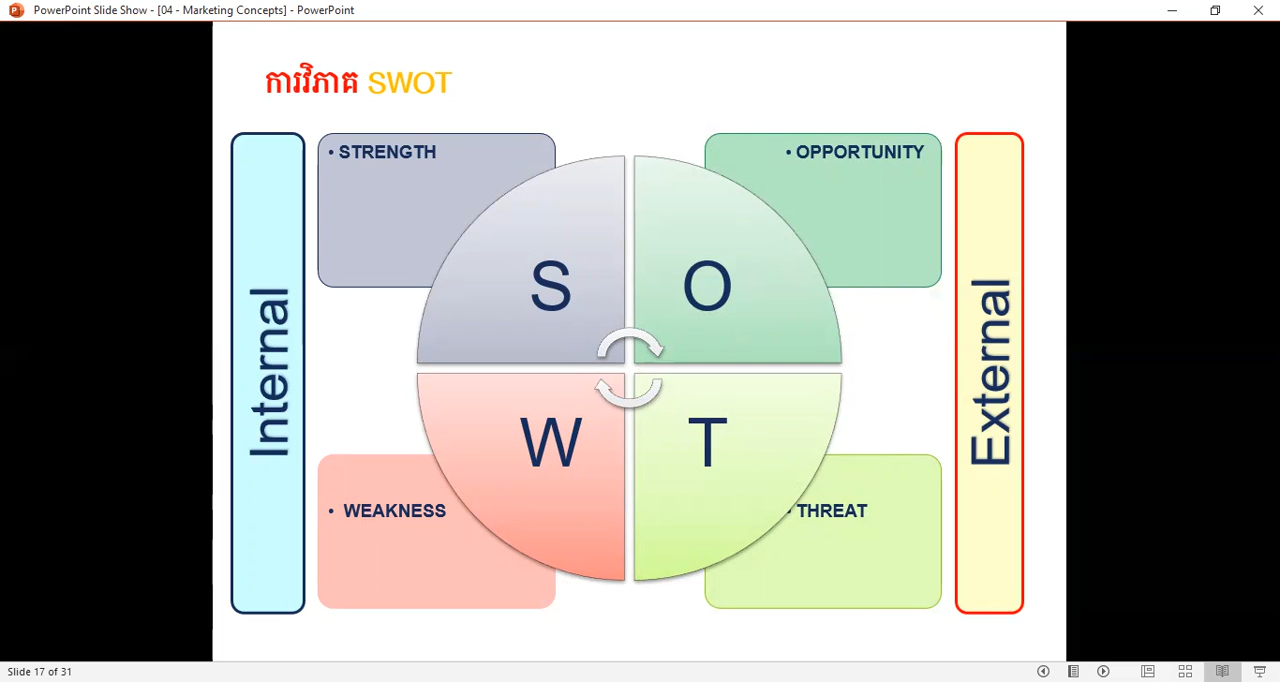 PowerPoint Slide Show - [04 - Marketing Concepts] - PowerPoint
ការវិភាគ SWOT
Internal
• STRENGTH
• OPPORTUNITY
External
S
O
W
T
• WEAKNESS
• THREAT
Slide 17 of 31